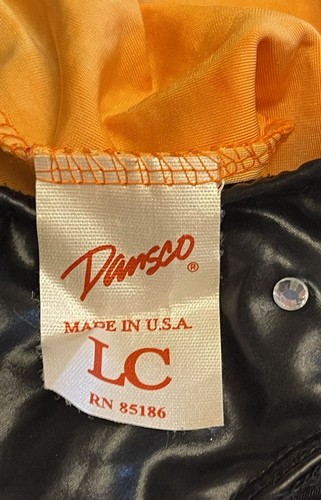 Dansco®
MADE IN U.S.A.
LC
RN 85186